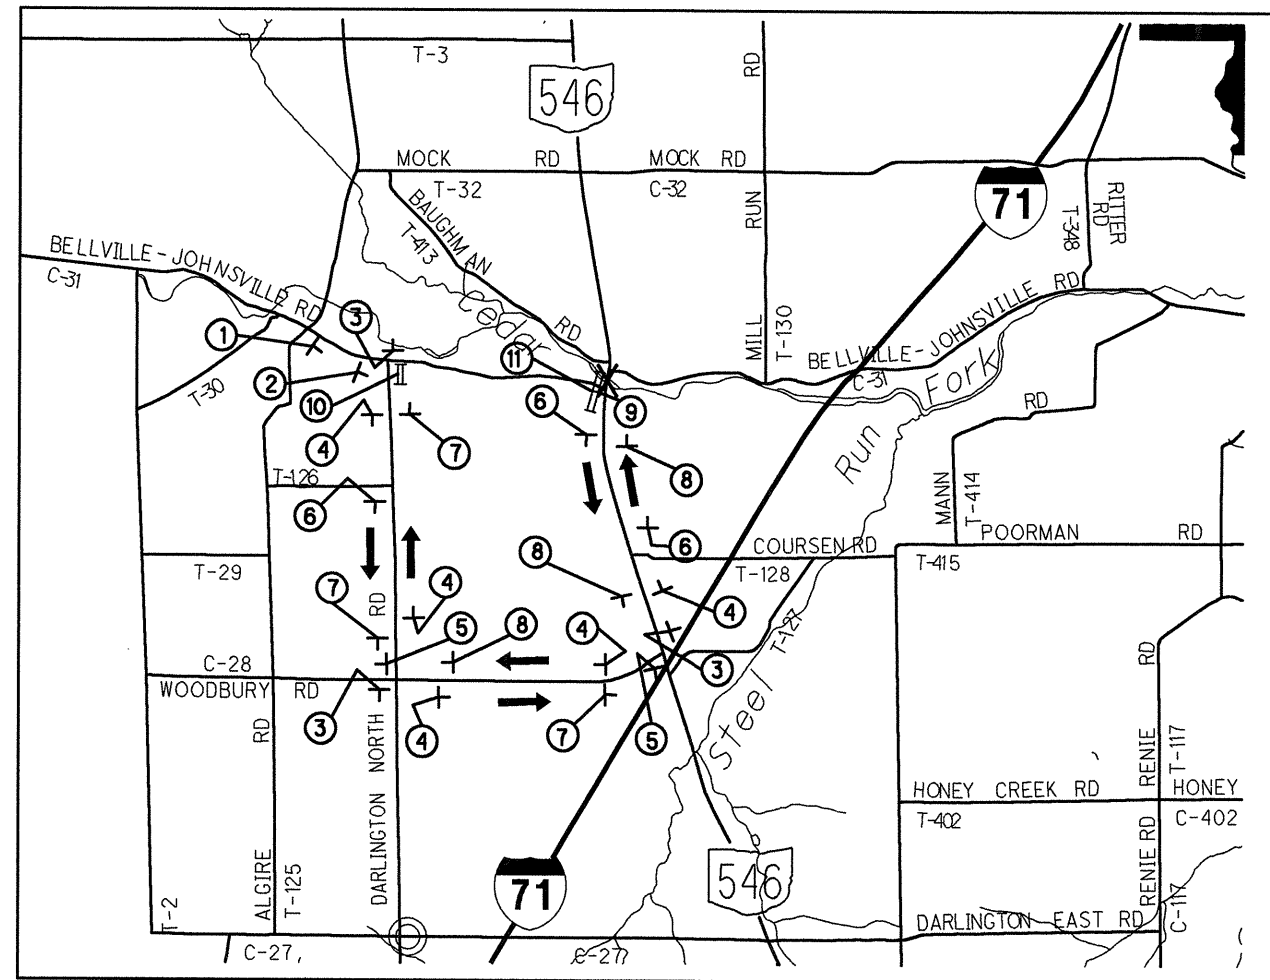 T-3
546
RD
MOCK RD
MOCK RD
T-32
C-32
71
BAUGHMAN RD
T-413
RUN
RITTER RD
T-348
BELLVILLE-JOHNSVILLE RD
C-31
Cedar
Fork
3
1
MILL
T-130
BELLVILLE-JOHNSVILLE RD
C-31
11
2
T-30
10
6
9
RD
4
7
Run
8
T-126
MANN
T-414
6
6
POORMAN RD
8
COURSEN RD
T-29
T-128
T-415
7
RD
4
4
5
8
4
T-127
RD
C-28
3
WOODBURY RD
3
4
7
5
Steel
RD
DARLINGTON NORTH
RENIE
T-117
HONEY CREEK RD
HONEY
T-402
C-402
ALGIRE
T-125
71
546
RENIE RD
C-117
T-2
DARLINGTON EAST RD
C-27
C-27